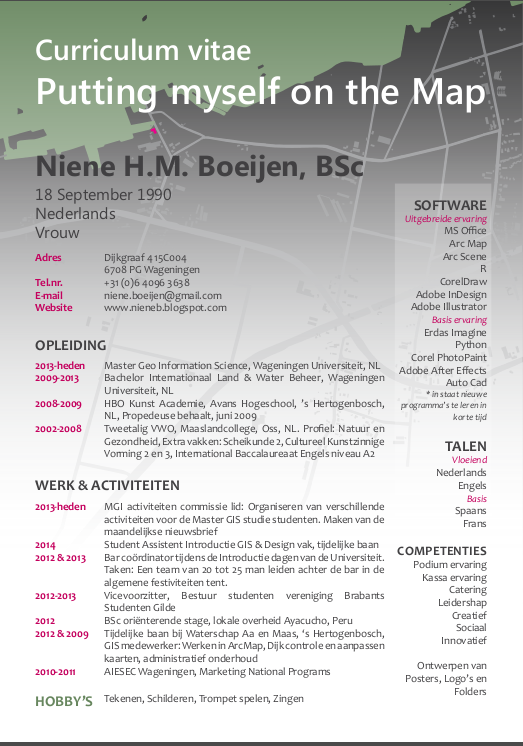 Curriculum vitae
Putting myself on the Map
Niene H.M. Boeijen, BSc
18 September 1990
Nederlands
Vrouw
Adres Dijkgraaf 4 15C004
6708 PG Wageningen
Tel.nr. +31 (0)6 4096 3638
E-mail niene.boeijen@gmail.com
Website www.nieneb.blogspot.com
OPLEIDING
2013-heden Master Geo Information Science, Wageningen Universiteit, NL
2009-2013 Bachelor Internationaal Land & Water Beheer, Wageningen
Universiteit, NL
2008-2009 HBO Kunst Academie, Avans Hogeschool, 's Hertogenbosch,
NL, Propedeuse behaalt, juni 2009
2002-2008 Tweetalig VWO, Maaslandcollege, Oss, NL. Profiel: Natuur en
Gezondheid, Extra vakken: Scheikunde 2, Cultureel Kunstzinnige
Vorming 2 en 3, International Baccalaureaat Engels niveau A2
WERK & ACTIVITEITEN
2013-heden MGI activiteiten commissie lid: Organiseren van verschillende
activiteiten voor de Master GIS studie studenten. Maken van de
maandelijkse nieuwsbrief
2014 Student Assistent Introductie GIS & Design vak, tijdelijke baan
2012 & 2013 Bar coördinator tijdens de Introductie dagen van de Universiteit.
Taken: Een team van 20 tot 25 man leiden achter de bar in de
algemene festiviteiten tent.
2012-2013 Vicevoorzitter, Bestuur studenten vereniging Brabants
Studenten Gilde
2012 BSc oriënterende stage, lokale overheid Ayacucho, Peru
2012 & 2009 Tijdelijke baan bij Waterschap Aa en Maas, 's Hertogenbosch,
GIS medewerker: Werken in ArcMap, Dijk controle en aanpassen
kaarten, administratief onderhoud
2010-2011 AIESEC Wageningen, Marketing National Programs
HOBBY'S Tekenen, Schilderen, Trompet spelen, Zingen
SOFTWARE
Uitgebreide ervaring
MS Office
Arc Map
Arc Scene
R
CorelDraw
Adobe InDesign
Adobe Illustrator
Basis ervaring
Erdas Imagine
Python
Corel PhotoPaint
Adobe After Effects
Auto Cad
* in staat nieuwe
programma's te leren in
korte tijd
TALEN
Vloeiend
Nederlands
Engels
Basis
Spaans
Frans
COMPETENTIES
Podium ervaring
Kassa ervaring
Catering
Leidershap
Creatief
Sociaal
Innovatief
Ontwerpen van
Posters, Logo's en
Folders